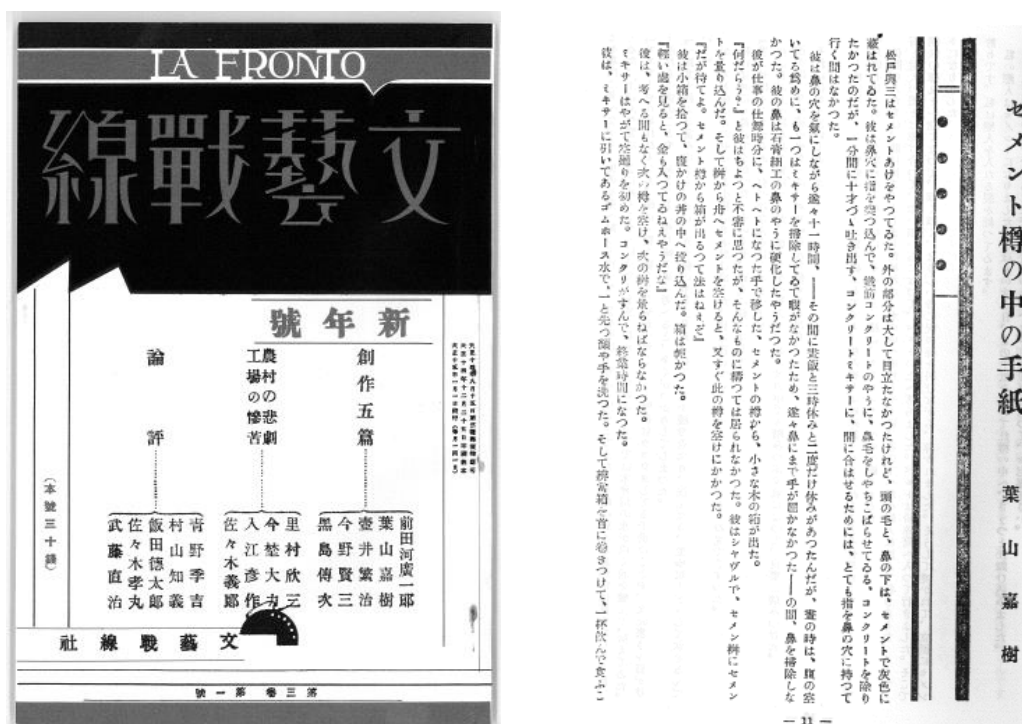 LA FRONTO
文藝戰線
新年號
創作五篇
前田河廣一郎
葉山嘉樹
壺井繁治
今野賢三
黑島傳次
農村の悲劇
工場の慘苦
里村欣三
今埜大力
入江彥作
佐々木義郎
論評
靑野季吉
村山知義
飯田德太郎
佐々木孝丸
武藤直治
(本號三十錢)
文藝戰線社
第三卷第一號
セメント樽の中の手紙
葉山嘉樹
松戸與三はセメントあけをやつてゐた。外の部分は大して目立たなかつたけれど、頭の毛と、鼻の下は、セメントで灰色に
蔽はれてゐた。彼は鼻穴に指を突つ込んで、鐵筋コンクリートのやうに、鼻毛をしやちこばらせてゐる、コンクリートを除り
たかつたのだが、一分間に十才づゝ吐き出す、コンクリートミキサーに、間に合はせるためには、とても指を鼻の穴に持つて
行く間はなかつた。
彼は鼻の穴を氣にしながら遂々十一時間、――その間に晝飯と三時休みと二度だけ休みがあつたんだが、晝の時は、腹の空
いてる爲めに、も一つはミキサーを掃除してゐて暇がなかつたため、遂々鼻にまで手が屆かなかつた――の間、鼻を掃除しな
かつた。彼の鼻は石膏細工の鼻のやうに硬化したやうだつた。
彼が仕事の仕舞時分に、ヘトヘトになつた手で移した、セメントの樽から、小さな木の箱が出た。
『何だらう?』と彼はちよつと不審に思つたが、そんなものに構つては居られなかつた。彼はシャヴルで、セメン桝にセメン
トを量り込んだ。そして桝から舟へセメントを空けると、又すぐ此の樽を空けにかゝつた。
『だが待てよ。セメント樽から箱が出るつて法はねえぞ』
彼は小箱を拾つて、腹かけの丼の中へ投り込んだ。箱は輕かつた。
『輕い處を見ると、金も入つてゐねえやうだな』
彼は、考へる間もなく次の樽を空け、次の桝を量らねばならなかつた。
ミキサーはやがて空廻りを初めた。コンクリがすんで、終業時間になつた。
彼は、ミキサーに引いてあるゴムホース水で、一と先づ顔や手を洗つた。そして辨當箱を首に巻きつけて、一杯飮んで食ふこ
― 11 ―